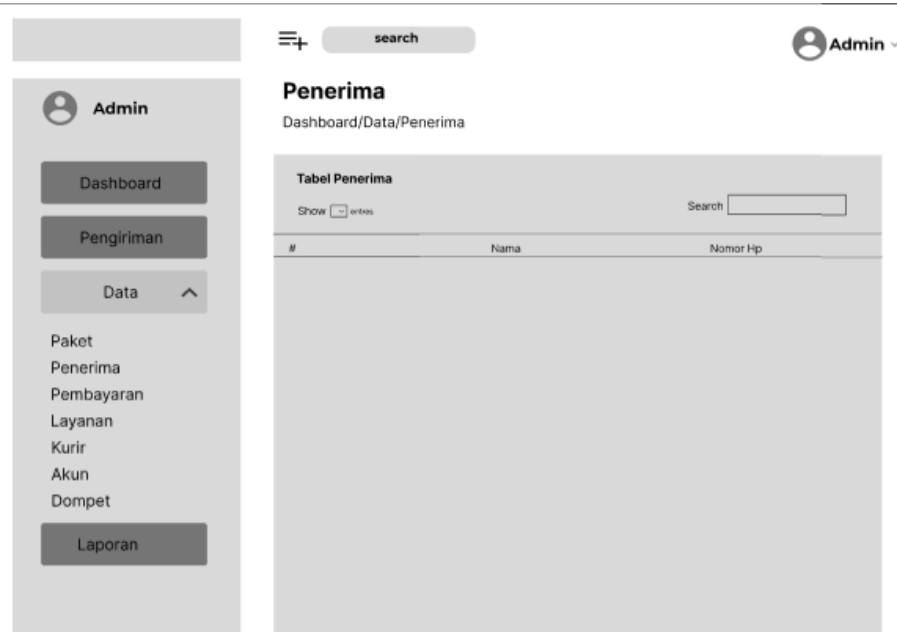 search
Admin
Admin
Penerima
Dashboard/Data/Penerima
Dashboard
Pengiriman
Data
Paket
Penerima
Pembayaran
Layanan
Kurir
Akun
Dompet
Laporan
Tabel Penerima
Show entres
Search
# Nama Nomor Hp